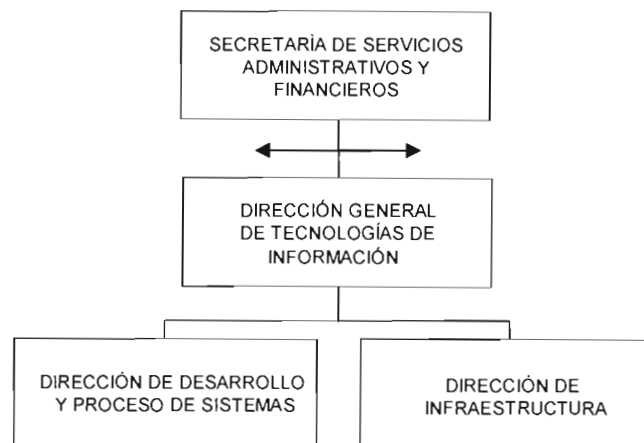 SECRETARÍA DE SERVICIOS
ADMINISTRATIVOS Y
FINANCIEROS
DIRECCIÓN GENERAL
DE TECNOLOGÍAS DE
INFORMACIÓN
DIRECCIÓN DE DESARROLLO
Y PROCESO DE SISTEMAS
DIRECCIÓN DE
INFRAESTRUCTURA